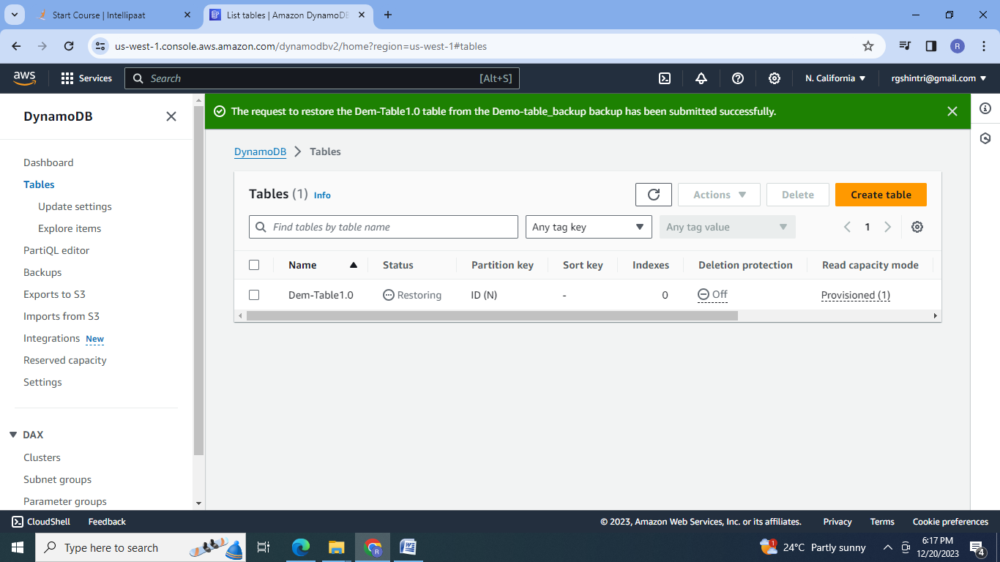 Start Course | Intellipaat
List tables | Amazon DynamoDB
us-west-1.console.aws.amazon.com/dynamodbv2/home?region=us-west-1#tables
R
aws
Services
Search
[Alt+S]
N. California
rgshintri@gmail.com
DynamoDB
Dashboard
Tables
Update settings
Explore items
PartiQL editor
Backups
Exports to S3
Imports from S3
Integrations New
Reserved capacity
Settings
DAX
Clusters
Subnet groups
Parameter groups
The request to restore the Dem-Table1.0 table from the Demo-table_backup backup has been submitted successfully.
DynamoDB > Tables
Tables (1) Info
Actions
Delete
Create table
Find tables by table name
Any tag key
Any tag value
1
Name Status Partition key Sort key Indexes Deletion protection Read capacity mode
Dem-Table1.0 Restoring ID (N) - 0 Off Provisioned (1)
CloudShell Feedback © 2023, Amazon Web Services, Inc. or its affiliates. Privacy Terms Cookie preferences
Type here to search
R
W
1
24°C Partly sunny
6:17 PM
12/20/2023
4